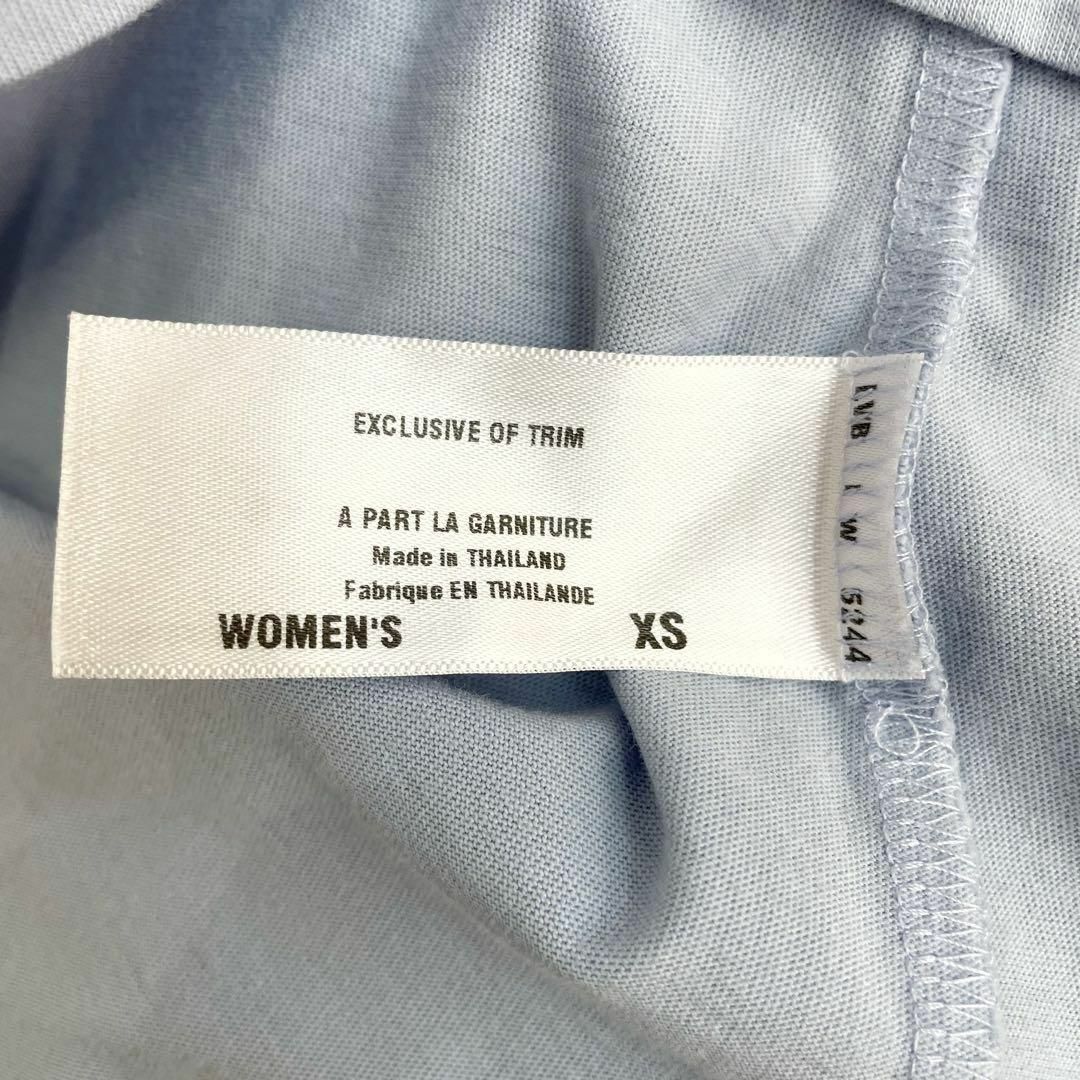 EXCLUSIVE OF TRIM
A PART LA GARNITURE
Made in THAILAND
Fabrique EN THAILANDE
WOMEN'S XS
W